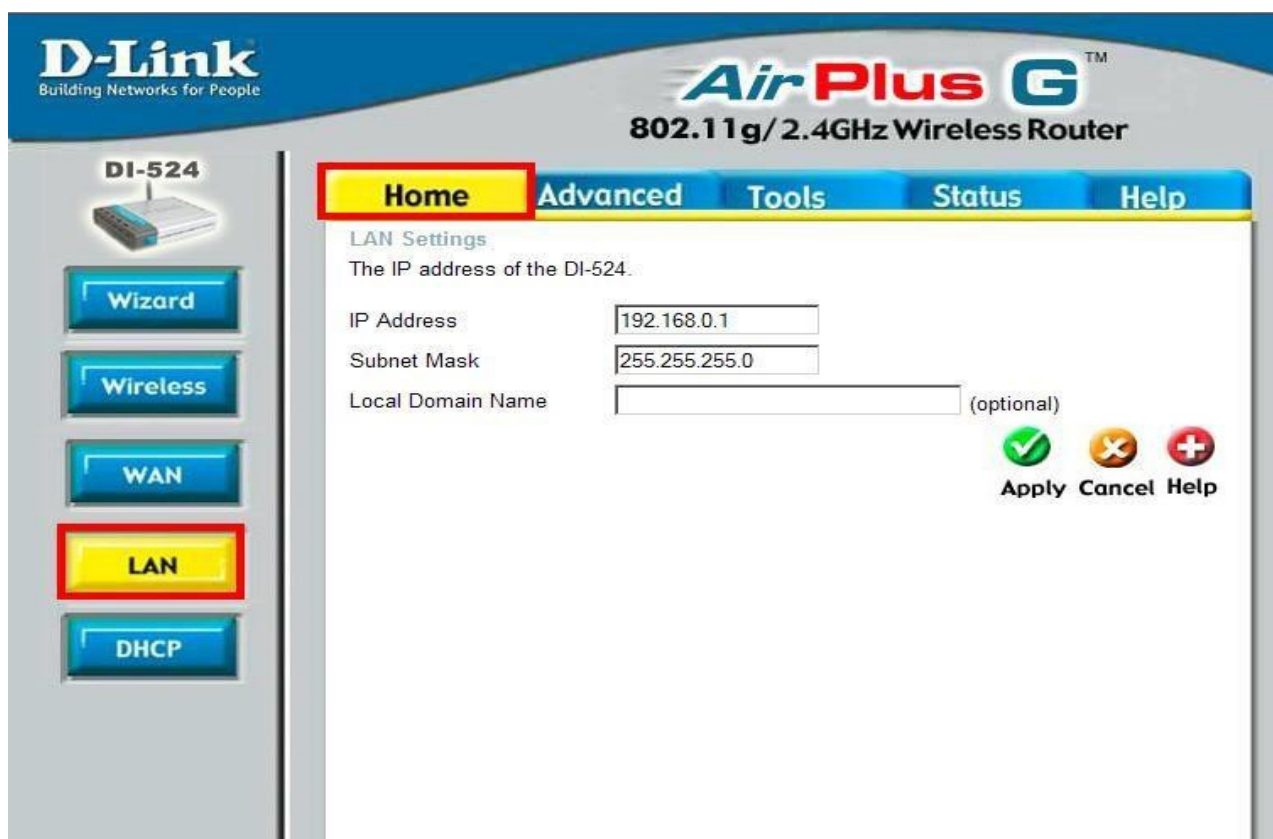 D-Link
Building Networks for People
AirPlus G™
802.11g/2.4GHz Wireless Router
DI-524
Home Advanced Tools Status Help
LAN Settings
The IP address of the DI-524.
Wizard
IP Address 192.168.0.1
Subnet Mask 255.255.255.0
Wireless
Local Domain Name (optional)
WAN
Apply Cancel Help
LAN
DHCP